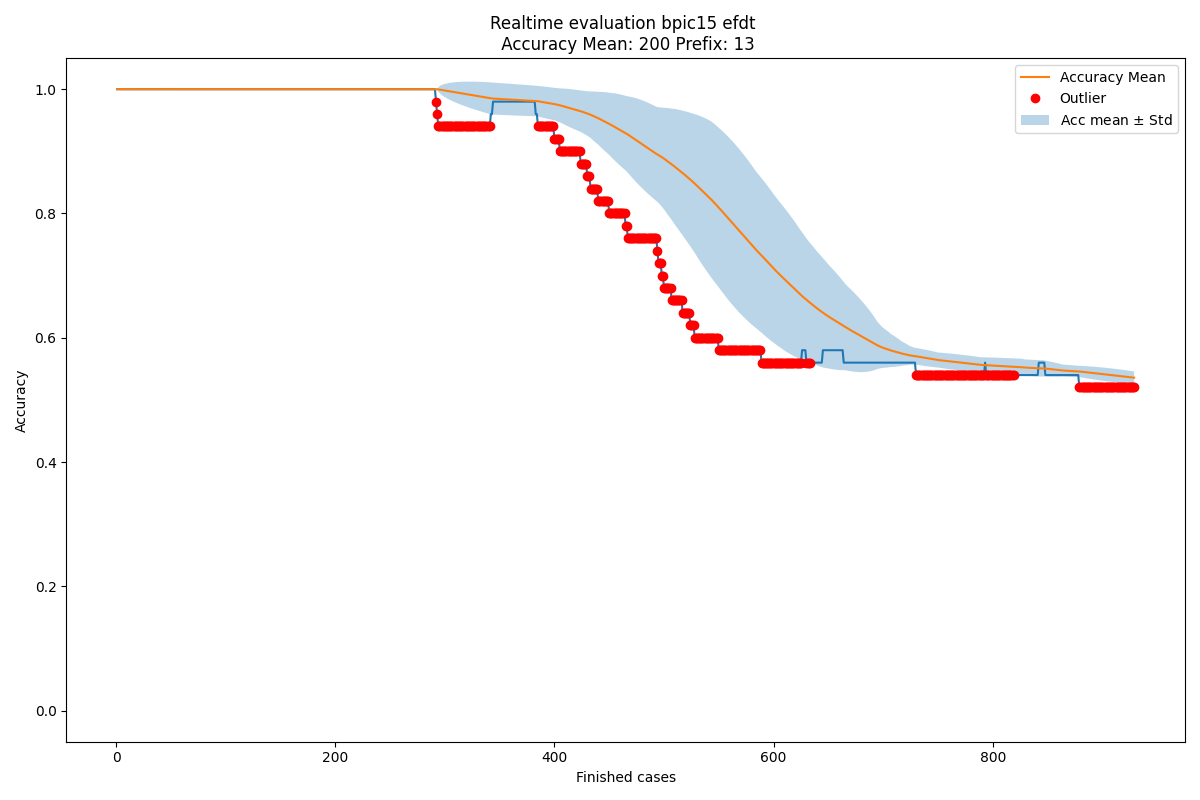 Realtime evaluation bpic15 efdt
Accuracy Mean: 200 Prefix: 13
Accuracy Mean
Outlier
Acc mean ± Std
1.0
0.8
0.6
0.4
0.2
0.0
Accuracy
0
200
400
600
800
Finished cases